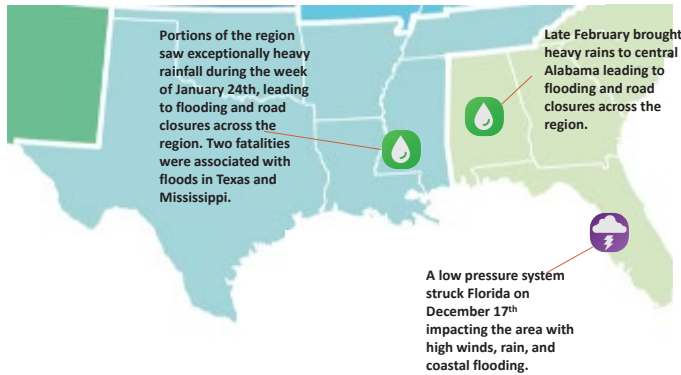 Portions of the region
saw exceptionally heavy
rainfall during the week
of January 24th, leading
to flooding and road
closures across the
region. Two fatalities
were associated with
floods in Texas and
Mississippi.
Late February brought
heavy rains to central
Alabama leading to
flooding and road
closures across the
region.
A low pressure system
struck Florida on
December 17th
impacting the area with
high winds, rain, and
coastal flooding.